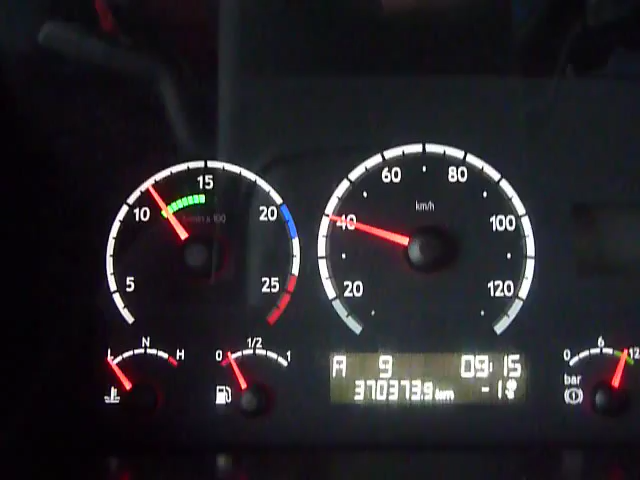 5 10 15 20 25
1/min x 100
20 40 60 80 100 120
km/h
L N H
0 1/2 1
A 9 09:15
370373.9 km -1
0 6 12
bar